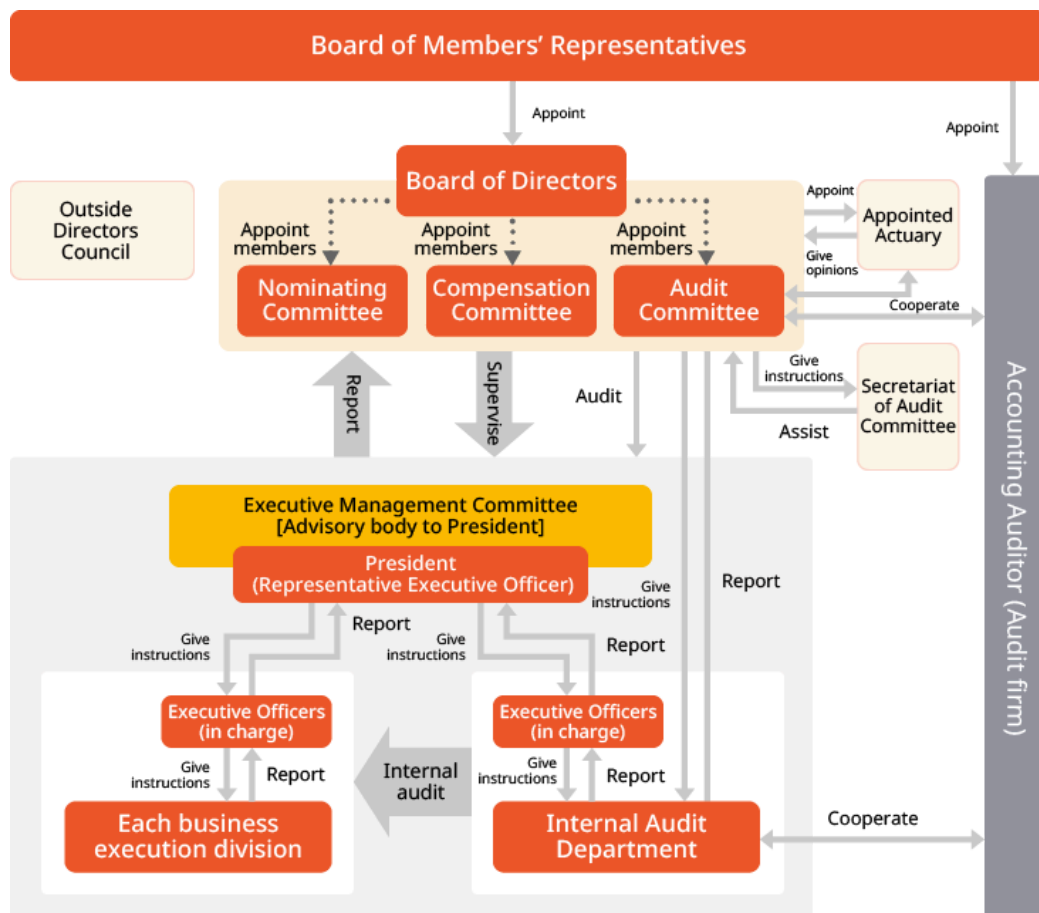 Board of Members’ Representatives
Appoint
Appoint
Board of Directors
Outside
Directors
Council
Appoint
members
Appoint
members
Appoint
members
Appoint
Give
opinions
Appointed
Actuary
Nominating
Committee
Compensation
Committee
Audit
Committee
Cooperate
Report
Supervise
Audit
Give
instructions
Assist
Secretariat
of Audit
Committee
Accounting Auditor (Audit firm)
Executive Management Committee
[Advisory body to President]
President
(Representative Executive Officer)
Give
instructions
Report
Give
instructions
Report
Give
instructions
Report
Executive Officers
(in charge)
Executive Officers
(in charge)
Give
instructions
Report
Internal
audit
Give
instructions
Report
Each business
execution division
Internal Audit
Department
Cooperate